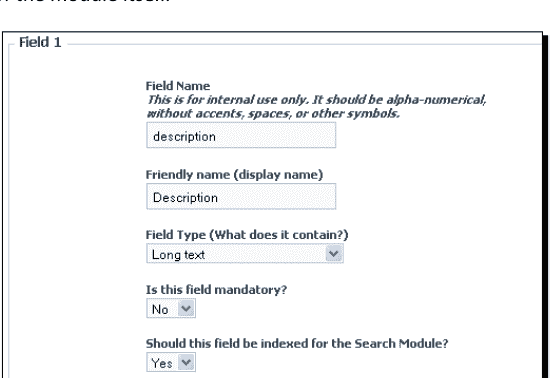 Field 1
Field Name
This is for internal use only. It should be alpha-numerical,
without accents, spaces, or other symbols.
description
Friendly name (display name)
Description
Field Type (What does it contain?)
Long text
Is this field mandatory?
No
Should this field be indexed for the Search Module?
Yes